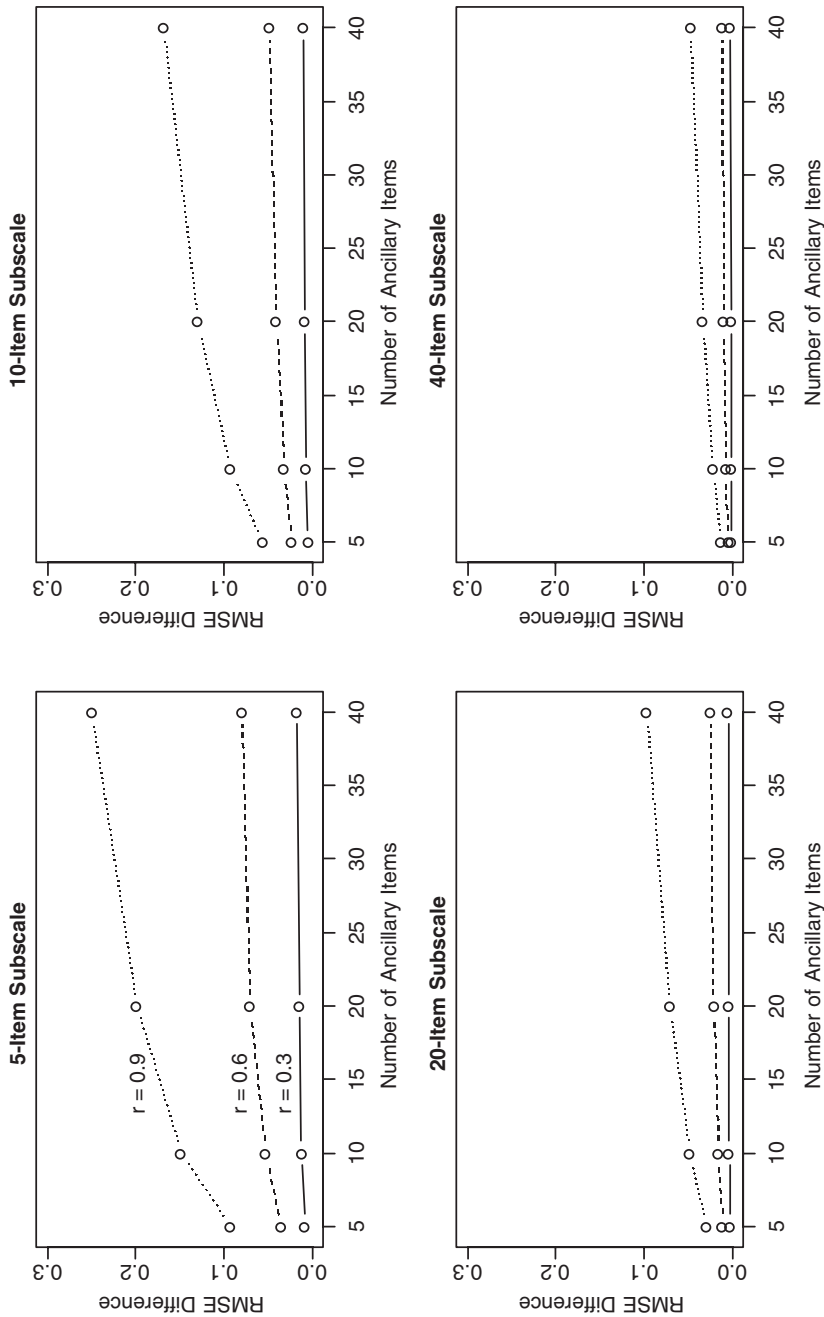 5-Item Subscale
RMSE Difference
0.3
0.2
0.1
0.0
r = 0.9
r = 0.6
r = 0.3
5 10 15 20 25 30 35 40
Number of Ancillary Items
10-Item Subscale
RMSE Difference
0.3
0.2
0.1
0.0
5 10 15 20 25 30 35 40
Number of Ancillary Items
20-Item Subscale
RMSE Difference
0.3
0.2
0.1
0.0
5 10 15 20 25 30 35 40
Number of Ancillary Items
40-Item Subscale
RMSE Difference
0.3
0.2
0.1
0.0
5 10 15 20 25 30 35 40
Number of Ancillary Items